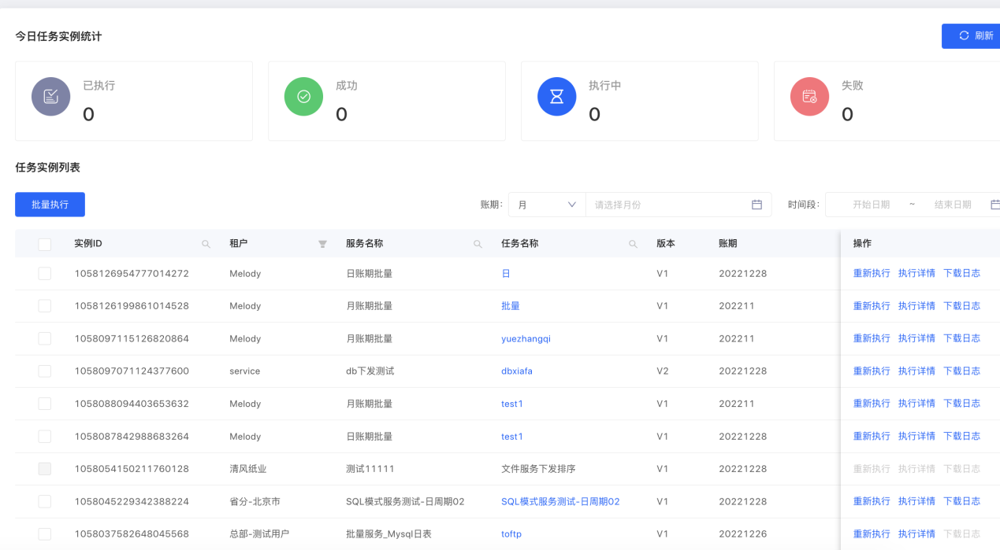 今日任务实例统计
刷新
已执行 成功 执行中 失败
0 0 0 0
任务实例列表
批量执行 账期: 月 请选择月份 时间段: 开始日期 ~ 结束日期
实例ID 租户 服务名称 任务名称 版本 账期 操作
1058126954777014272 Melody 日账期批量 日 V1 20221228 重新执行 执行详情 下载日志
1058126199861014528 Melody 月账期批量 批量 V1 202211 重新执行 执行详情 下载日志
1058097115126820864 Melody 月账期批量 yuezhangqi V1 202211 重新执行 执行详情 下载日志
1058097071124377600 service db下发测试 dbxiafa V2 20221228 重新执行 执行详情 下载日志
1058088094403653632 Melody 月账期批量 test1 V1 202211 重新执行 执行详情 下载日志
1058087842988683264 Melody 日账期批量 test1 V1 20221228 重新执行 执行详情 下载日志
1058054150211760128 清风纸业 测试11111 文件服务下发排序 V1 20221228 重新执行 执行详情 下载日志
1058045229342388224 省分-北京市 SQL模式服务测试-日周期02 SQL模式服务测试-日周期02 V1 20221228 重新执行 执行详情 下载日志
1058037582648045568 总部-测试用户 批量服务_Mysql日表 toftp V1 20221226 重新执行 执行详情 下载日志